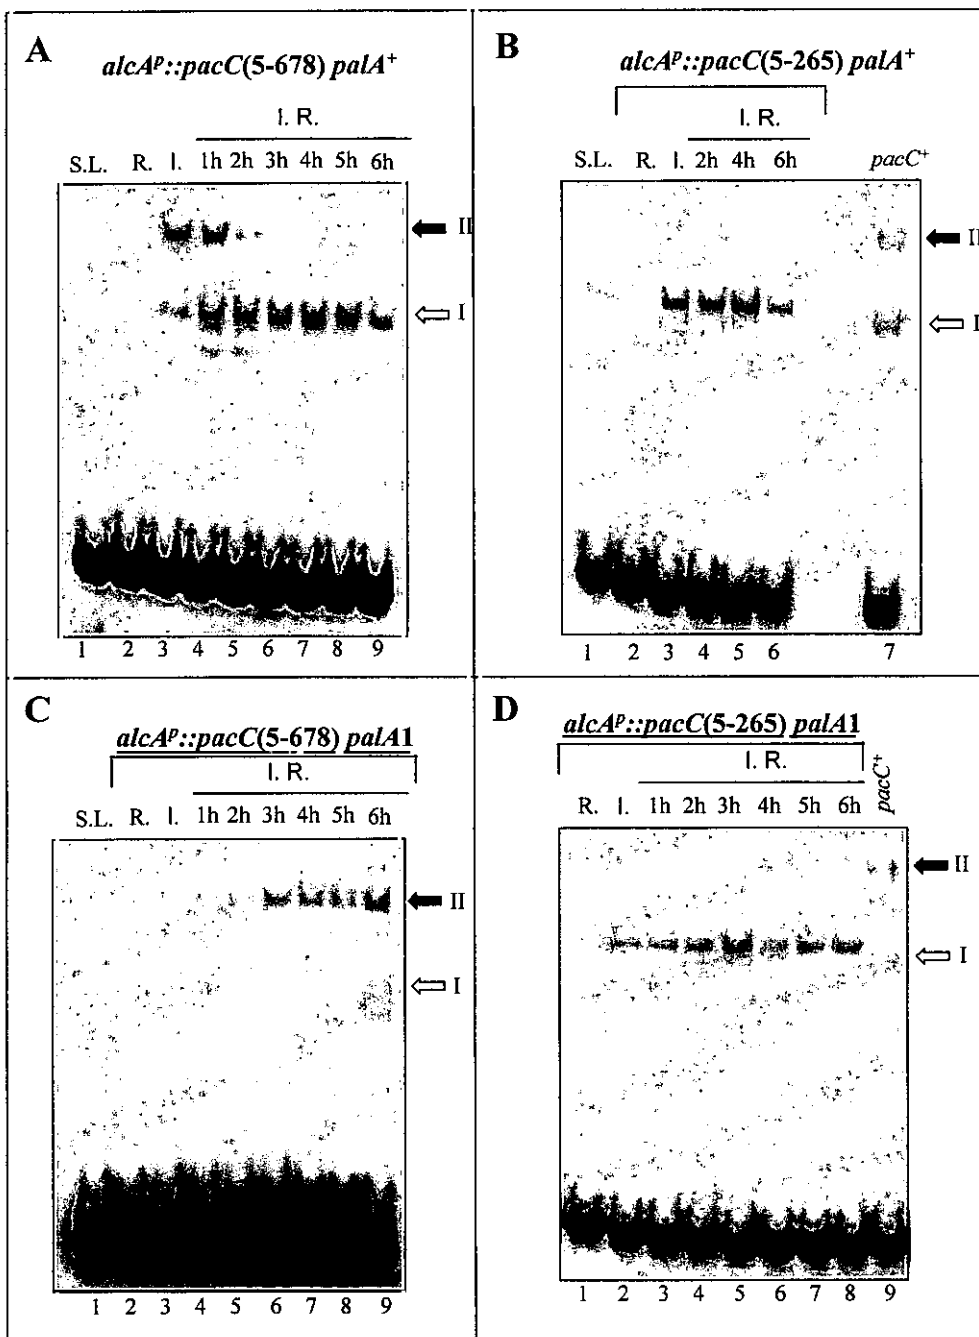 A
alcAᵖ::pacC(5-678) palA⁺
I. R.
S.L. R. I. 1h 2h 3h 4h 5h 6h
II
I
1 2 3 4 5 6 7 8 9
B
alcAᵖ::pacC(5-265) palA⁺
I. R.
S.L. R. I. 2h 4h 6h pacC⁺
II
I
1 2 3 4 5 6 7
C
alcAᵖ::pacC(5-678) palA1
I. R.
S.L. R. I. 1h 2h 3h 4h 5h 6h
II
I
1 2 3 4 5 6 7 8 9
D
alcAᵖ::pacC(5-265) palA1
I. R.
R. I. 1h 2h 3h 4h 5h 6h pacC⁺
II
I
1 2 3 4 5 6 7 8 9